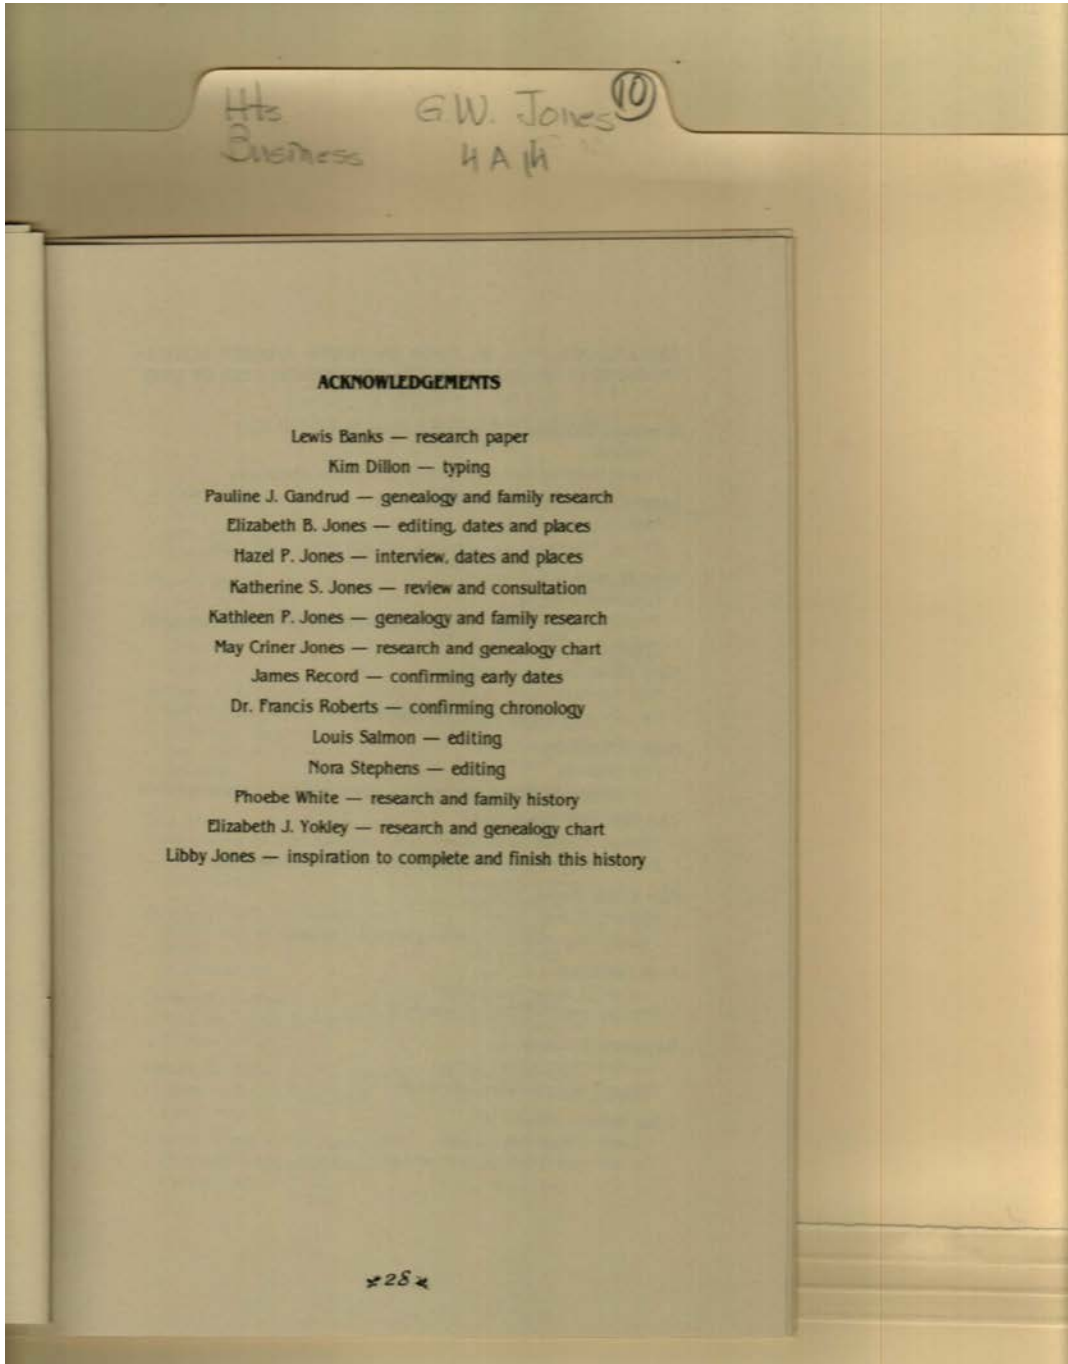 Hts G.W. Jones 10
Business 4 A 14
ACKNOWLEDGEMENTS
Lewis Banks — research paper
Kim Dillon — typing
Pauline J. Gandrud — genealogy and family research
Elizabeth B. Jones — editing, dates and places
Hazel P. Jones — interview, dates and places
Katherine S. Jones — review and consultation
Kathleen P. Jones — genealogy and family research
May Criner Jones — research and genealogy chart
James Record — confirming early dates
Dr. Francis Roberts — confirming chronology
Louis Salmon — editing
Nora Stephens — editing
Phoebe White — research and family history
Elizabeth J. Yokley — research and genealogy chart
Libby Jones — inspiration to complete and finish this history
28